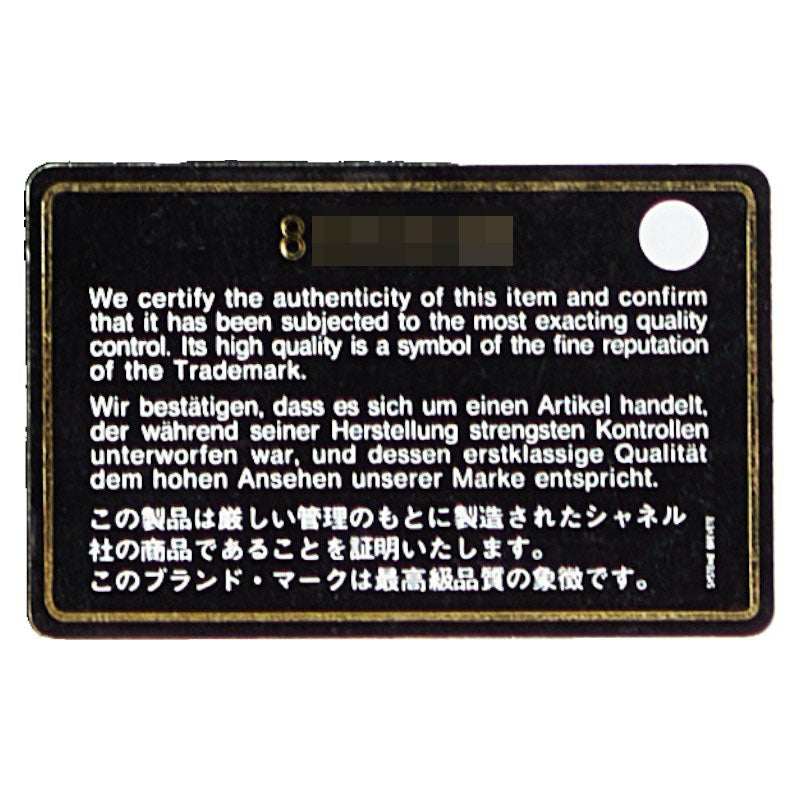 8
We certify the authenticity of this item and confirm
that it has been subjected to the most exacting quality
control. Its high quality is a symbol of the fine reputation
of the Trademark.
Wir bestätigen, dass es sich um einen Artikel handelt,
der während seiner Herstellung strengsten Kontrollen
unterworfen war, und dessen erstklassige Qualität
dem hohen Ansehen unserer Marke entspricht.
この製品は厳しい管理のもとに製造されたシャネル
社の商品であることを証明いたします。
このブランド・マークは最高級品質の象徴です。
SYSTEME BREVETE